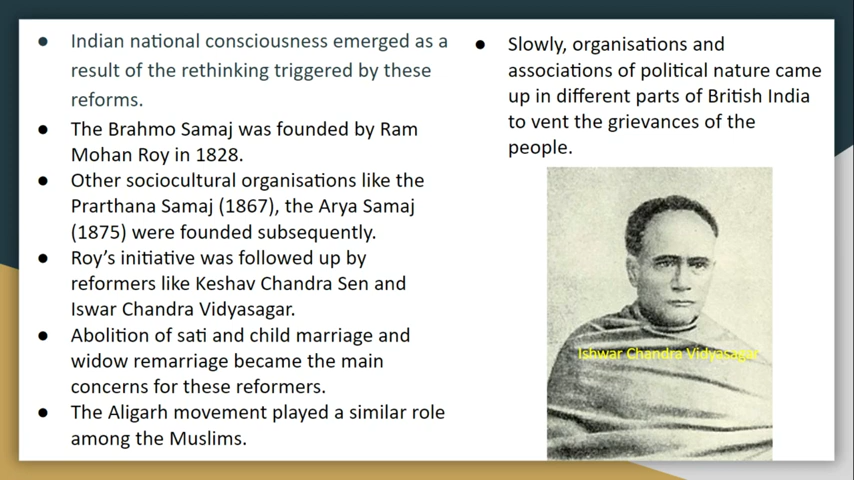 ● Indian national consciousness emerged as a
result of the rethinking triggered by these
reforms.
● The Brahmo Samaj was founded by Ram
Mohan Roy in 1828.
● Other sociocultural organisations like the
Prarthana Samaj (1867), the Arya Samaj
(1875) were founded subsequently.
● Roy’s initiative was followed up by
reformers like Keshav Chandra Sen and
Iswar Chandra Vidyasagar.
● Abolition of sati and child marriage and
widow remarriage became the main
concerns for these reformers.
● The Aligarh movement played a similar role
among the Muslims.
● Slowly, organisations and
associations of political nature came
up in different parts of British India
to vent the grievances of the
people.
Ishwar Chandra Vidyasagar